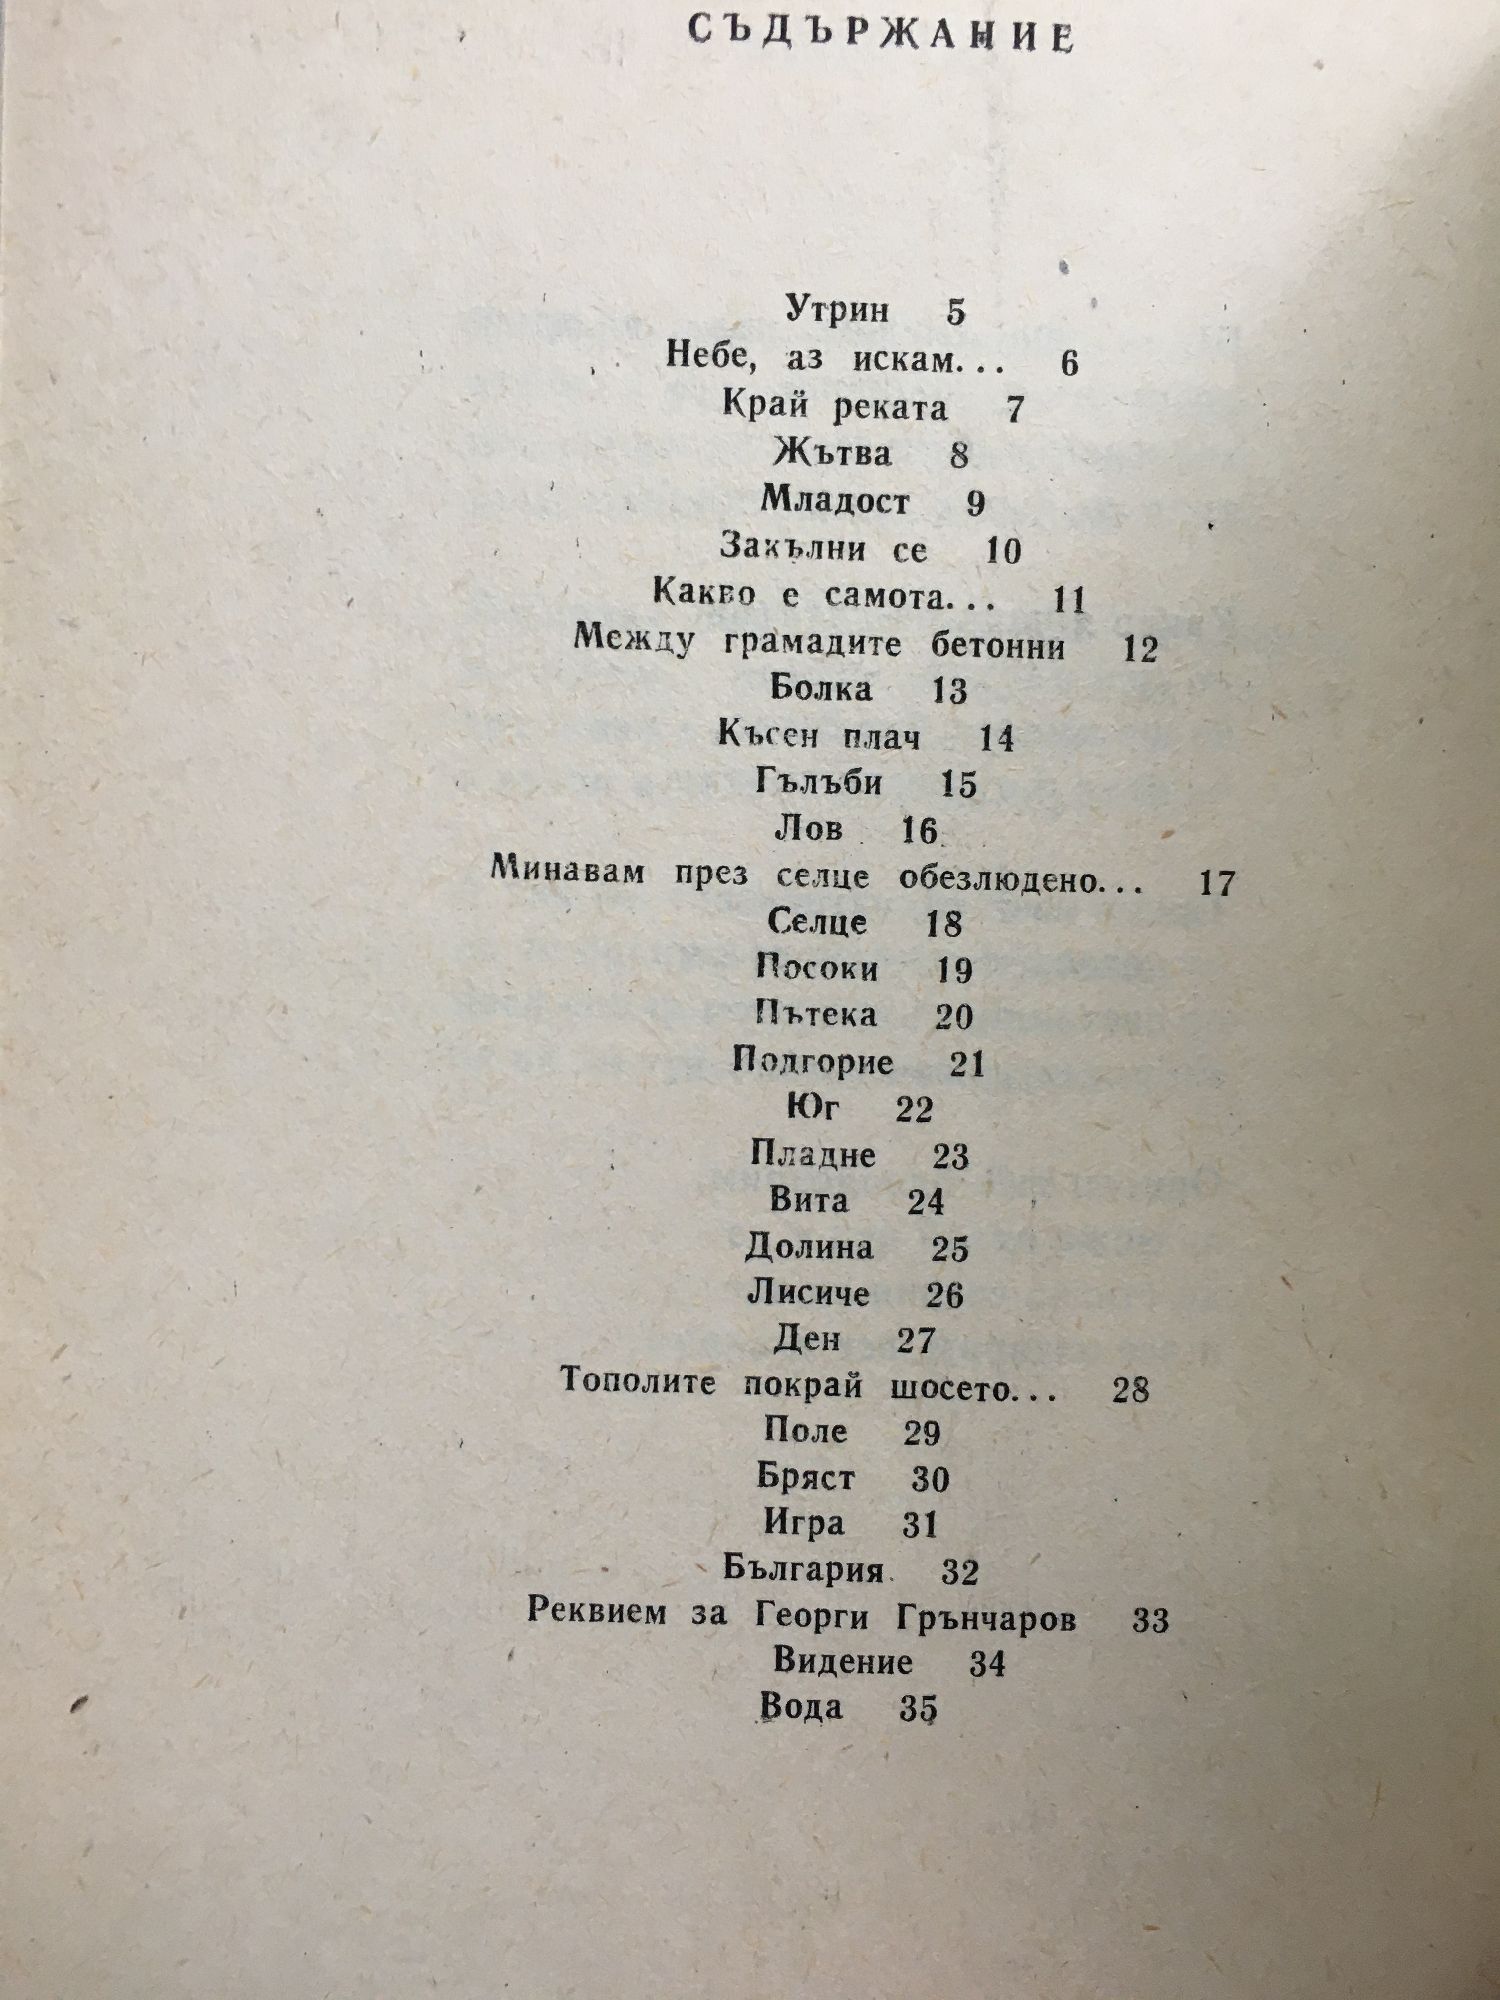 СЪДЪРЖАНИЕ
Утрин 5
Небе, аз искам... 6
Край реката 7
Жътва 8
Младост 9
Закълни се 10
Какво е самота... 11
Между грамадите бетонни 12
Болка 13
Късен плач 14
Гълъби 15
Лов 16
Минавам през селце обезлюдено... 17
Селце 18
Посоки 19
Пътека 20
Подгорие 21
Юг 22
Пладне 23
Вита 24
Долина 25
Лисиче 26
Ден 27
Тополите покрай шосето... 28
Поле 29
Бряст 30
Игра 31
България 32
Реквием за Георги Грънчаров 33
Видение 34
Вода 35